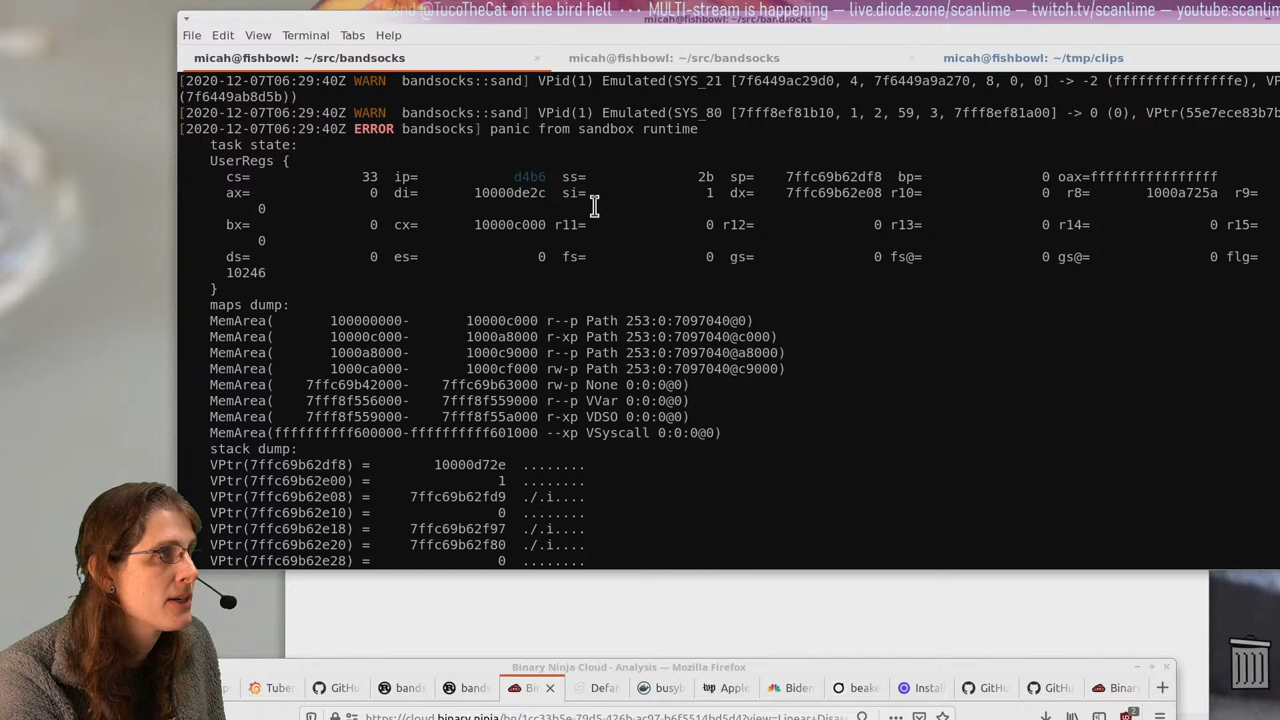 and @TucoTheCat on the bird hell ··· MULTI-stream is happening — live.diode.zone/scanlime — twitch.tv/scanlime — youtube:scanlim
micah@fishbowl: ~/src/bandsocks
File Edit View Terminal Tabs Help
micah@fishbowl: ~/src/bandsocks × micah@fishbowl: ~/src/bandsocks × micah@fishbowl: ~/tmp/clips
[2020-12-07T06:29:40Z WARN bandsocks::sand] VPid(1) Emulated(SYS_21 [7f6449ac29d0, 4, 7f6449a9a270, 8, 0, 0] -> -2 (fffffffffffffffe), VP
(7f6449ab8d5b))
[2020-12-07T06:29:40Z WARN bandsocks::sand] VPid(1) Emulated(SYS_80 [7fff8ef81b10, 1, 2, 59, 3, 7fff8ef81a00] -> 0 (0), VPtr(55e7ece83b7b
[2020-12-07T06:29:40Z ERROR bandsocks] panic from sandbox runtime
task state:
UserRegs {
cs= 33 ip= d4b6 ss= 2b sp= 7ffc69b62df8 bp= 0 oax=ffffffffffffffff
ax= 0 di= 10000de2c si= 1 dx= 7ffc69b62e08 r10= 0 r8= 1000a725a r9=
0
bx= 0 cx= 10000c000 r11= 0 r12= 0 r13= 0 r14= 0 r15=
0
ds= 0 es= 0 fs= 0 gs= 0 fs@= 0 gs@= 0 flg=
10246
}
maps dump:
MemArea( 100000000- 10000c000 r--p Path 253:0:7097040@0)
MemArea( 10000c000- 1000a8000 r-xp Path 253:0:7097040@c000)
MemArea( 1000a8000- 1000c9000 r--p Path 253:0:7097040@a8000)
MemArea( 1000ca000- 1000cf000 rw-p Path 253:0:7097040@c9000)
MemArea( 7ffc69b42000- 7ffc69b63000 rw-p None 0:0:0@0)
MemArea( 7fff8f556000- 7fff8f559000 r--p VVar 0:0:0@0)
MemArea( 7fff8f559000- 7fff8f55a000 r-xp VDSO 0:0:0@0)
MemArea(ffffffffff600000-ffffffffff601000 --xp VSyscall 0:0:0@0)
stack dump:
VPtr(7ffc69b62df8) = 10000d72e ........
VPtr(7ffc69b62e00) = 1 ........
VPtr(7ffc69b62e08) = 7ffc69b62fd9 ./.i....
VPtr(7ffc69b62e10) = 0 ........
VPtr(7ffc69b62e18) = 7ffc69b62f97 ./.i....
VPtr(7ffc69b62e20) = 7ffc69b62f80 ./.i....
VPtr(7ffc69b62e28) = 0 ........
Binary Ninja Cloud - Analysis — Mozilla Firefox
Tuber GitHu bands bands Bi Defan busyb Apple Biden beake Install GitHu GitHu Binary
2